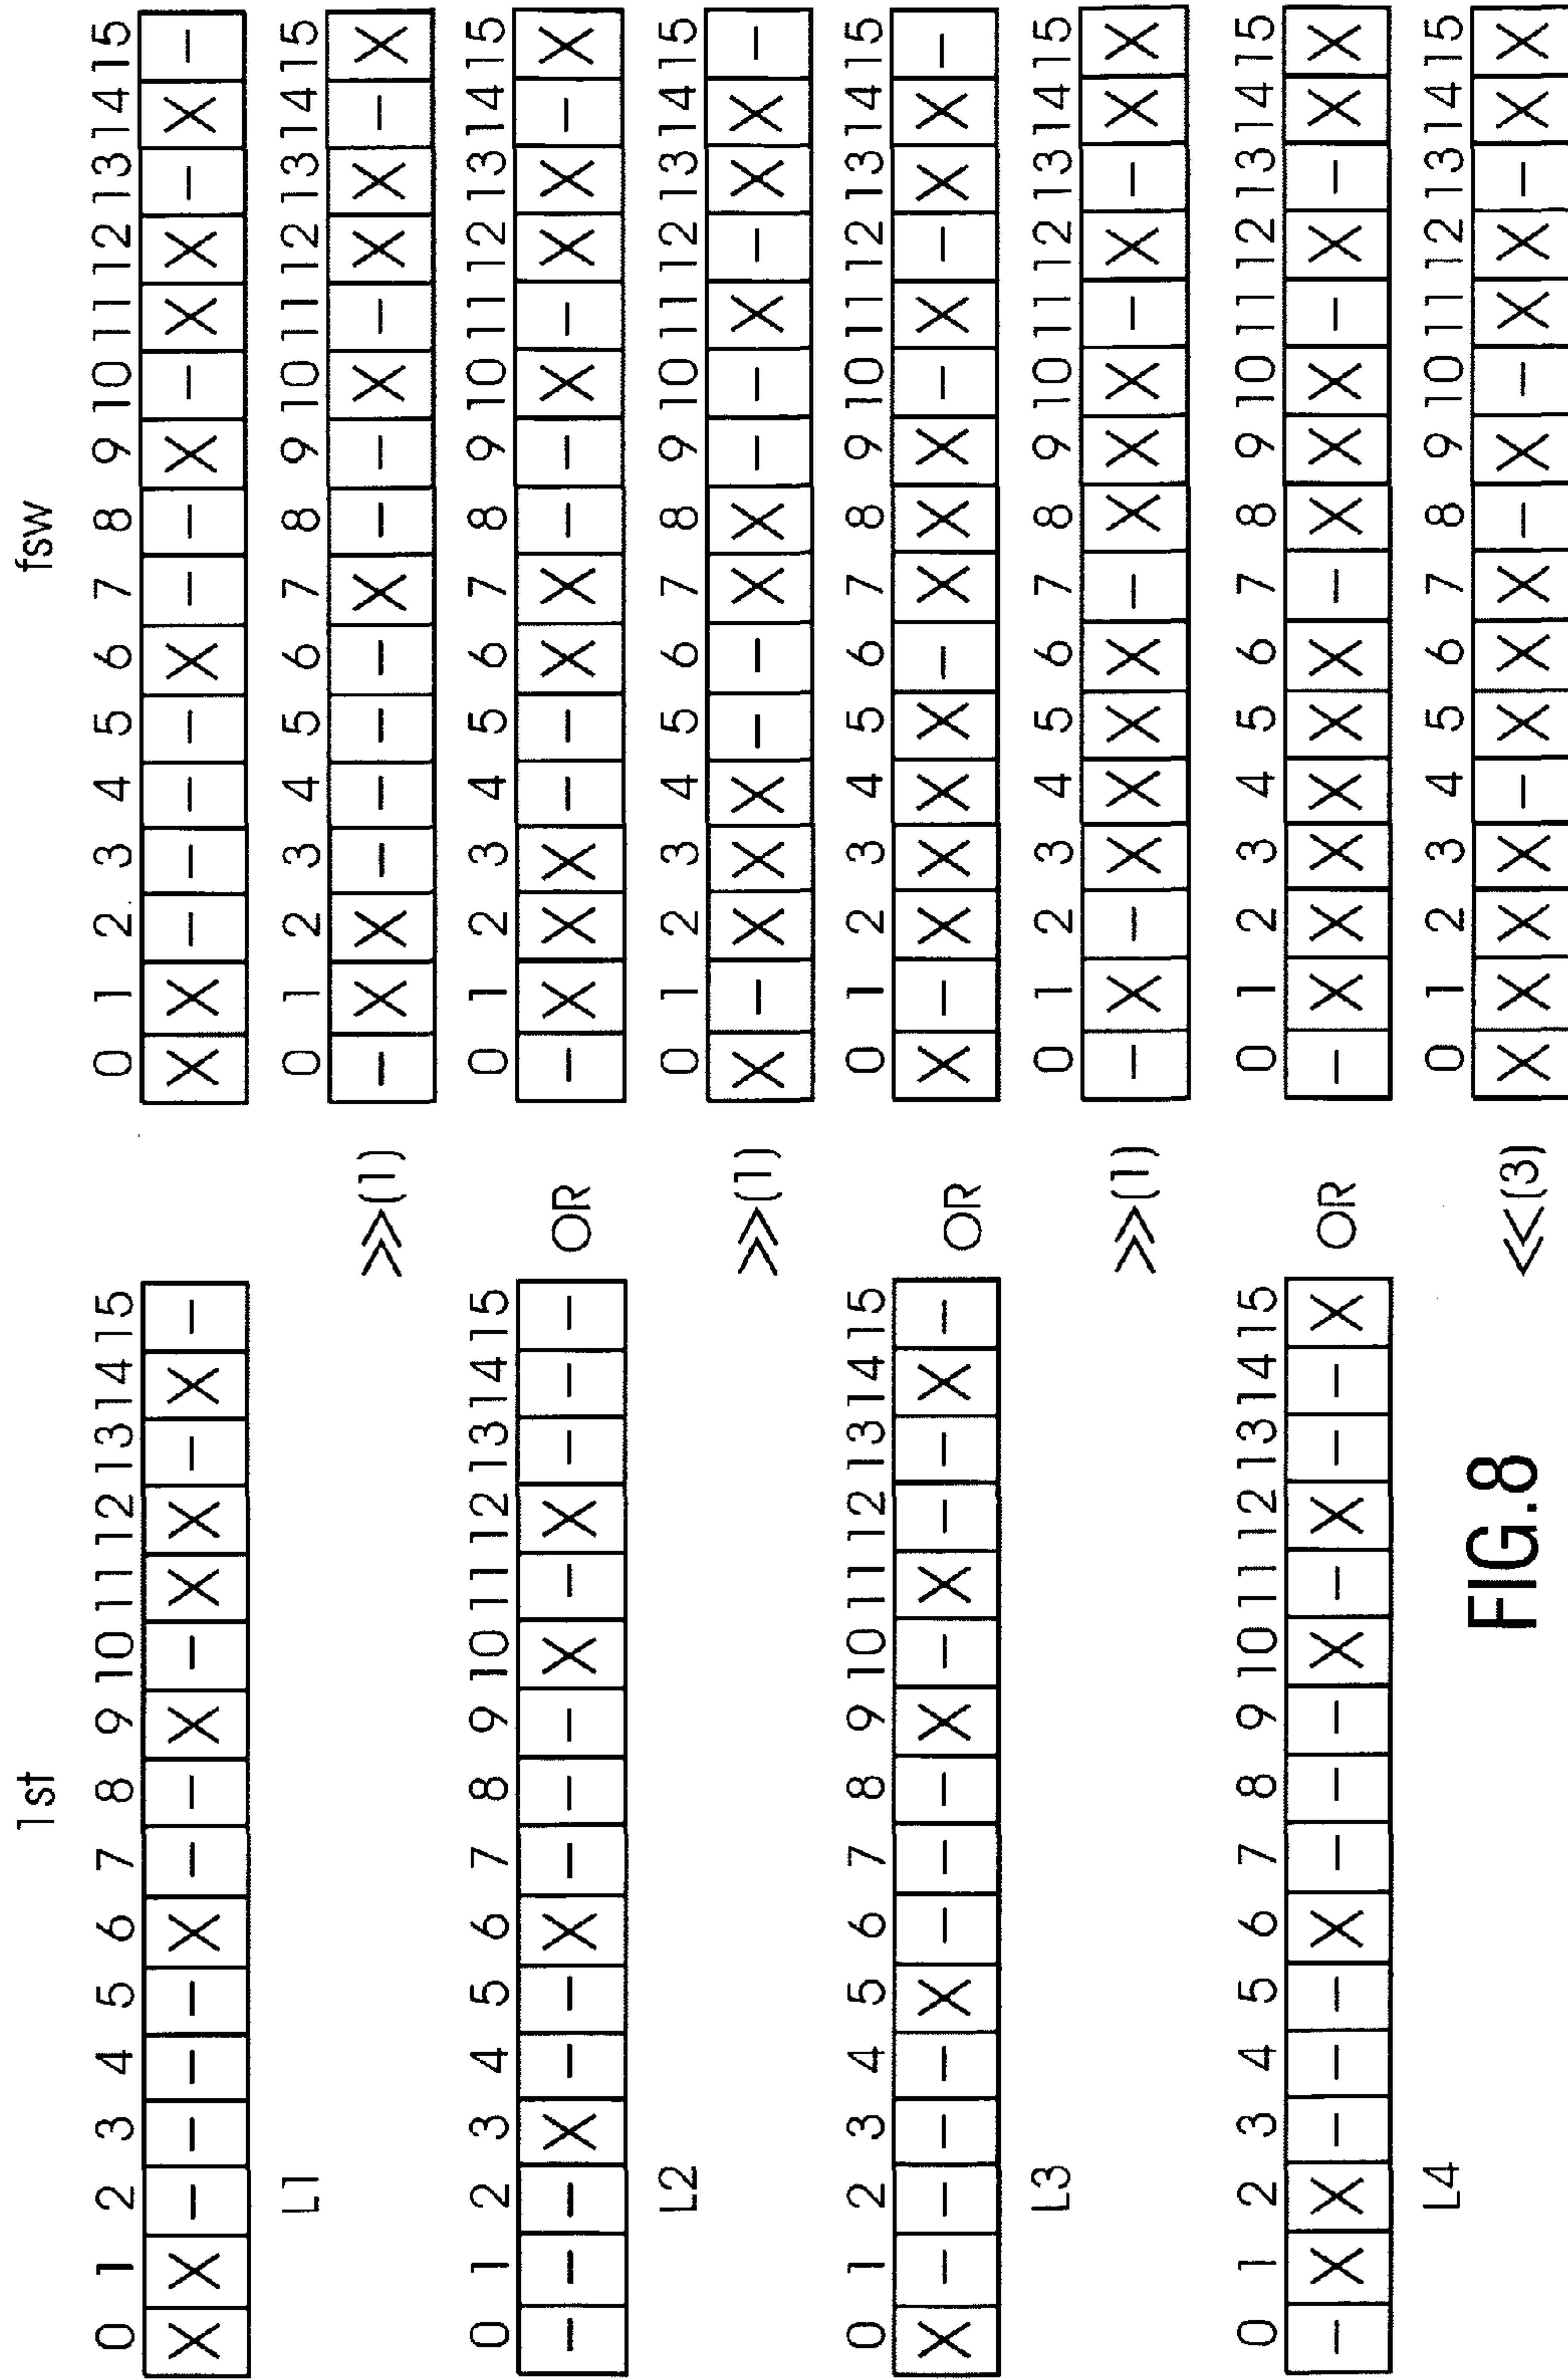 1st fsw
0 1 2 3 4 5 6 7 8 9 10 11 12 13 14 15 0 1 2 3 4 5 6 7 8 9 10 11 12 13 14 15
X X - - - - X - - X - X X - X - X X - - - - X - - X - X X - X -
0 1 2 3 4 5 6 7 8 9 10 11 12 13 14 15
L1 >>(1) - X X - - - - X - - X - X X - X
0 1 2 3 4 5 6 7 8 9 10 11 12 13 14 15 0 1 2 3 4 5 6 7 8 9 10 11 12 13 14 15
- - - X - - X - - - X - X - - - OR - X X X - - X X - - X - X X - X
0 1 2 3 4 5 6 7 8 9 10 11 12 13 14 15
L2 >>(1) X - X X X - - X X - - X - X X -
0 1 2 3 4 5 6 7 8 9 10 11 12 13 14 15 0 1 2 3 4 5 6 7 8 9 10 11 12 13 14 15
X - - - - X - - - X - X - - X - OR X - X X X X - X X X - X - X X -
0 1 2 3 4 5 6 7 8 9 10 11 12 13 14 15
L3 >>(1) - X - X X X X - X X X - X - X X
0 1 2 3 4 5 6 7 8 9 10 11 12 13 14 15 0 1 2 3 4 5 6 7 8 9 10 11 12 13 14 15
- X X - - - X - - - X - X - - X OR - X X X X X X - X X X - X - X X
0 1 2 3 4 5 6 7 8 9 10 11 12 13 14 15
L4 <<(3) X X X X - X X X - X - X X - X X
FIG.8